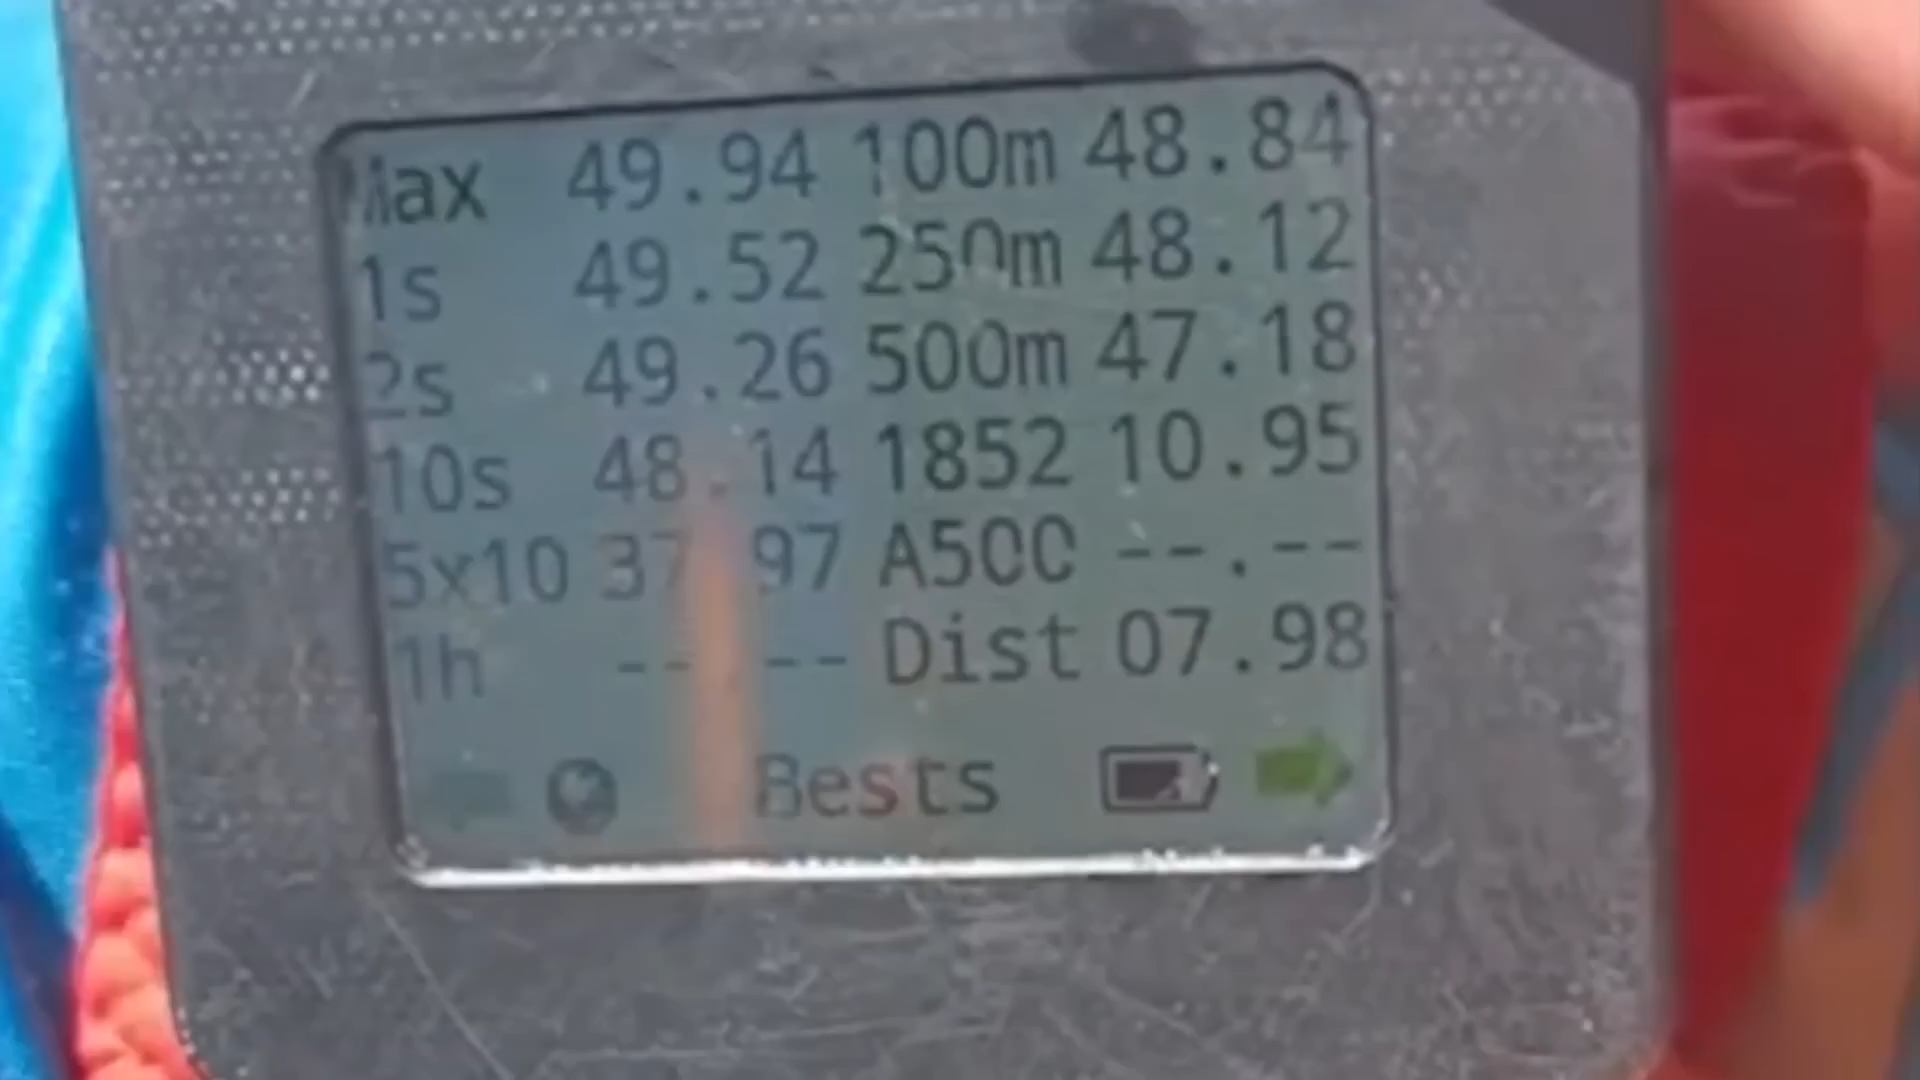 Max 49.94 100m 48.84
1s 49.52 250m 48.12
2s 49.26 500m 47.18
10s 48.14 1852 10.95
5x10 37.97 A500 --.--
1h --.-- Dist 07.98
Bests